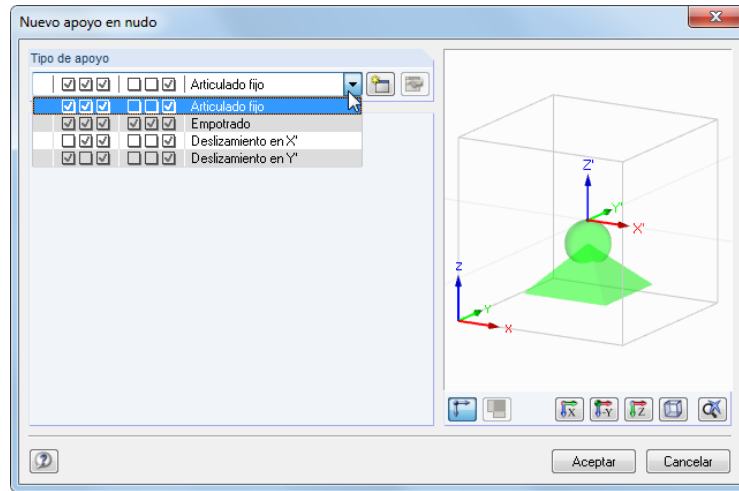 Nuevo apoyo en nudo
Tipo de apoyo
Articulado fijo
Articulado fijo
Empotrado
Deslizamiento en X'
Deslizamiento en Y'
Z'
Y'
X'
Z
Y
X
X
-Y
Z
Aceptar
Cancelar